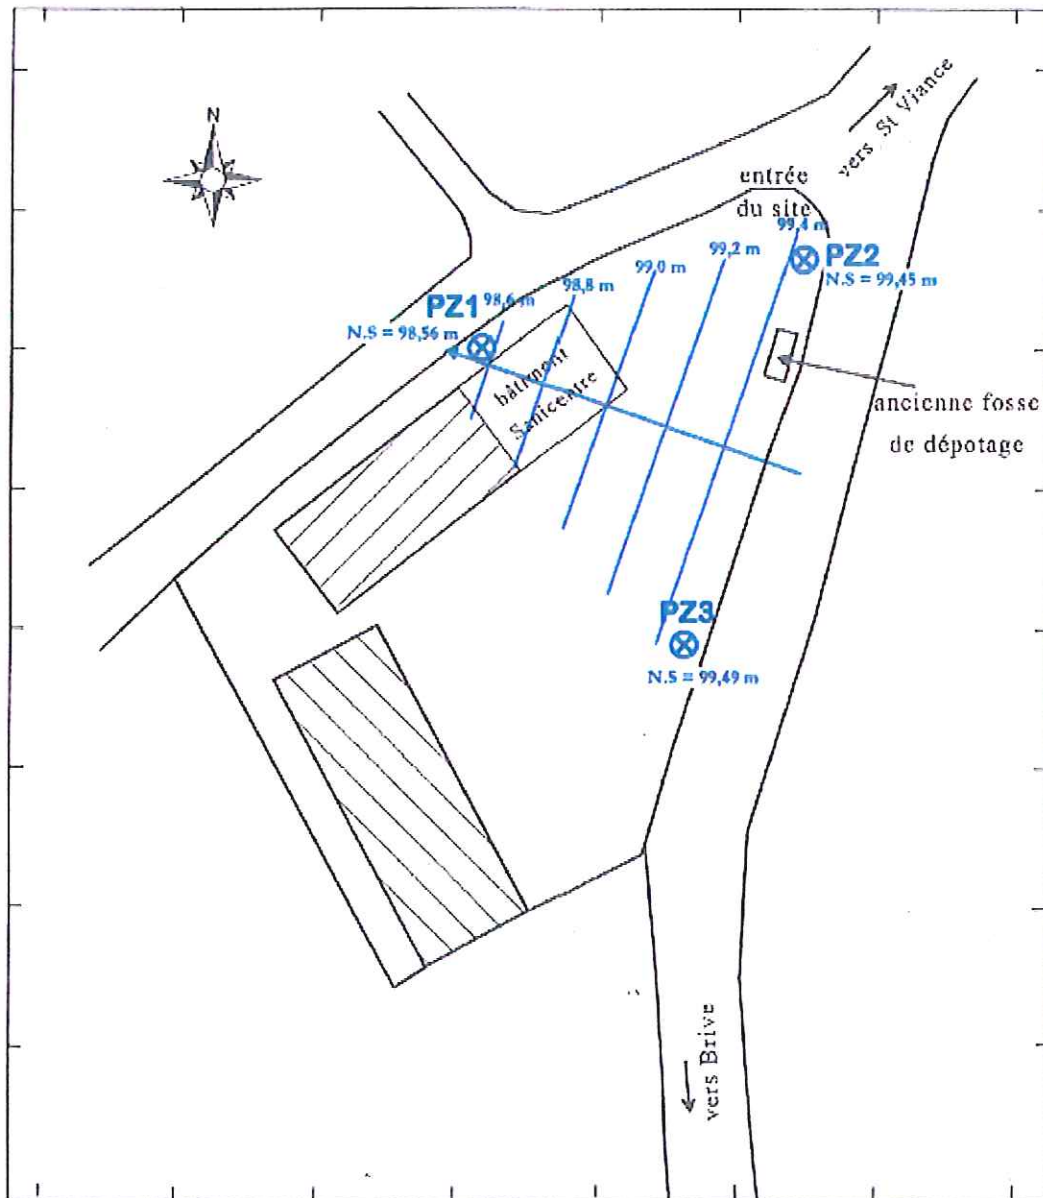 N
vers St Viance
entrée
du site
99,4 m
99,2 m
99,0 m
98,8 m
98,6 m
PZ2
N.S = 99,45 m
PZ1
N.S = 98,56 m
bâtiment
Sanicentre
ancienne fosse
de dépotage
PZ3
N.S = 99,49 m
vers Brive